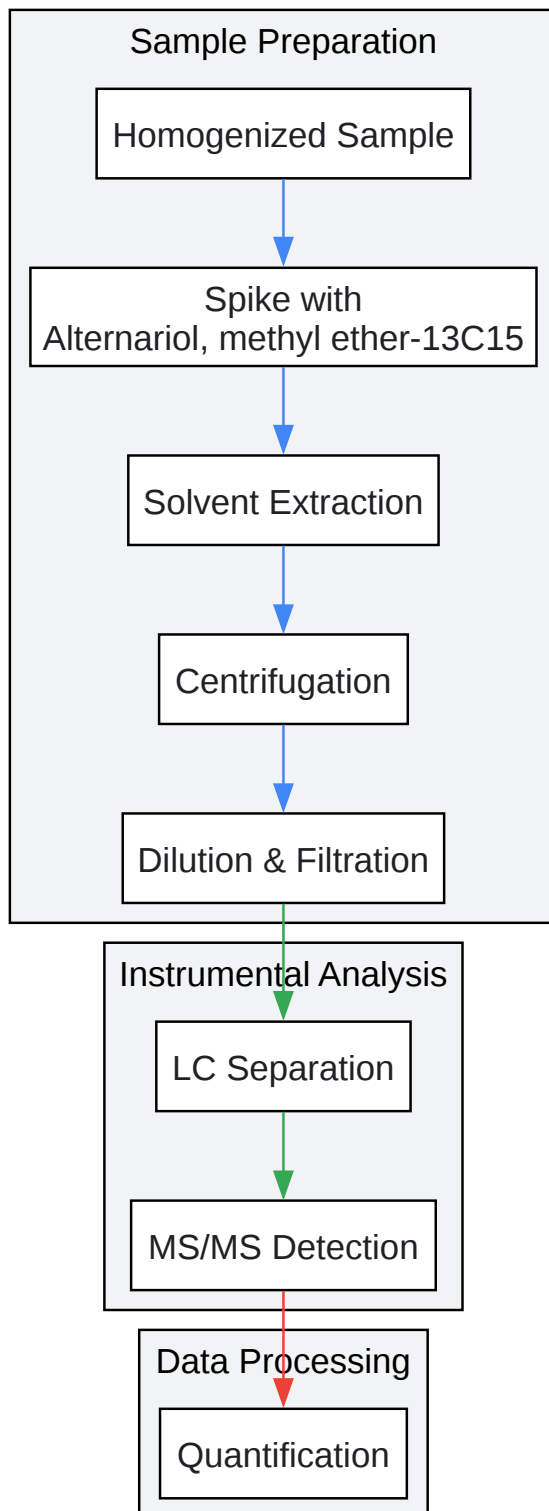 Sample Preparation
Homogenized Sample
Spike with
Alternariol, methyl ether-13C15
Solvent Extraction
Centrifugation
Dilution & Filtration
Instrumental Analysis
LC Separation
MS/MS Detection
Data Processing
Quantification